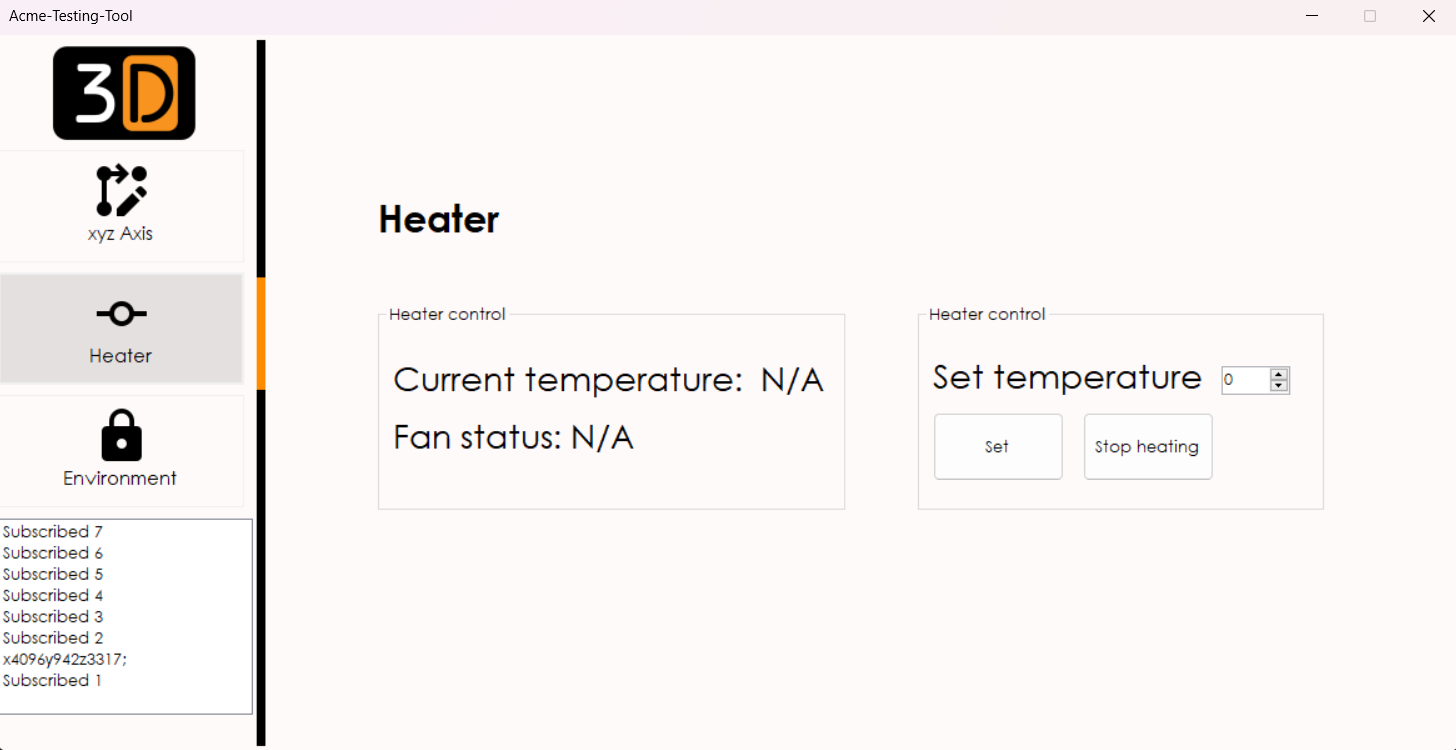 Acme-Testing-Tool
3D
xyz Axis
Heater
Environment
Subscribed 7
Subscribed 6
Subscribed 5
Subscribed 4
Subscribed 3
Subscribed 2
x4096y942z3317;
Subscribed 1
Heater
Heater control
Current temperature: N/A
Fan status: N/A
Heater control
Set temperature 0
Set Stop heating